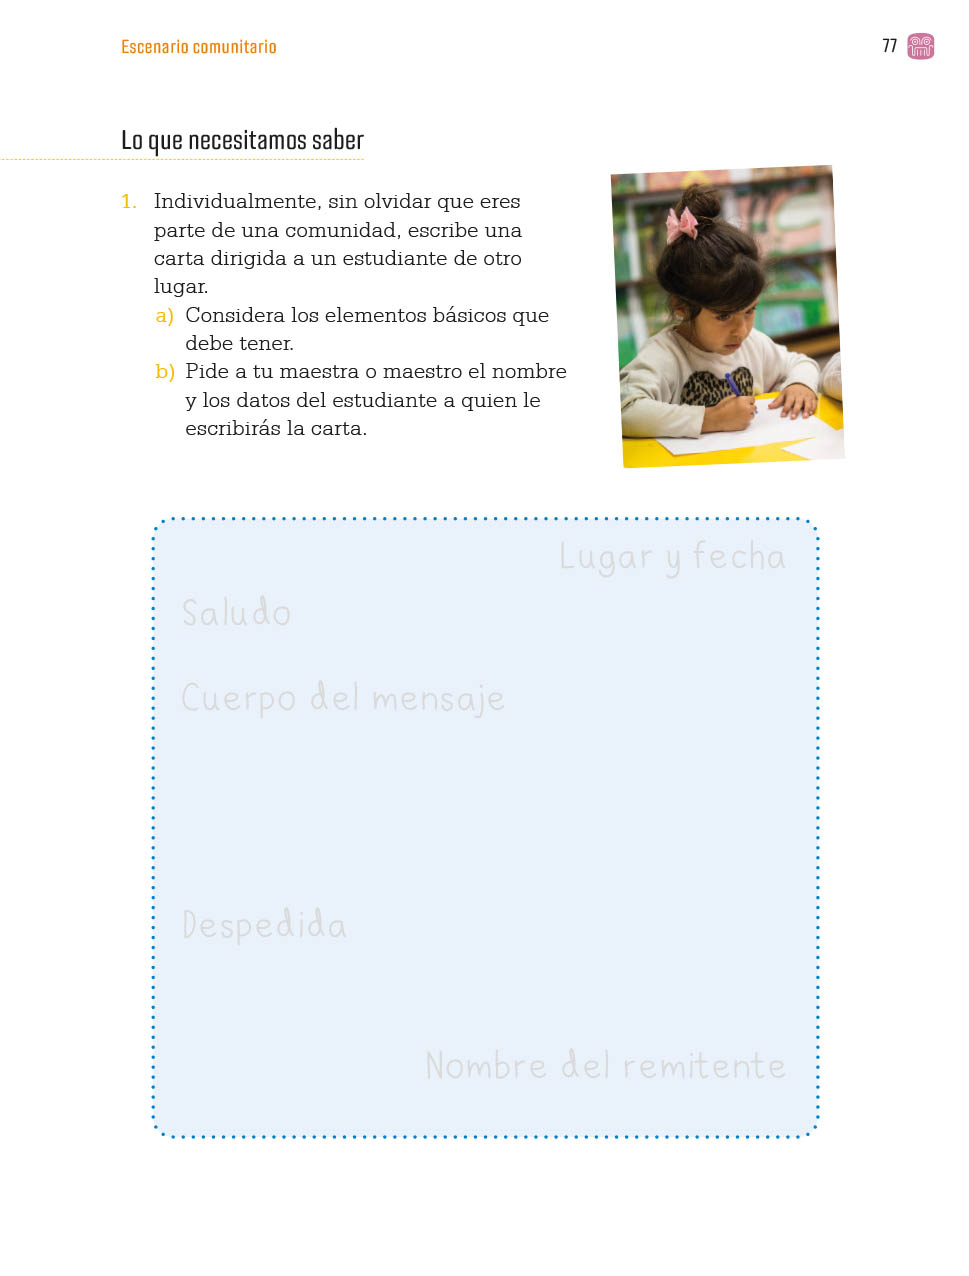 Escenario comunitario
77
Lo que necesitamos saber
1. Individualmente, sin olvidar que eres
parte de una comunidad, escribe una
carta dirigida a un estudiante de otro
lugar.
a) Considera los elementos básicos que
debe tener.
b) Pide a tu maestra o maestro el nombre
y los datos del estudiante a quien le
escribirás la carta.
Lugar y fecha
Saludo
Cuerpo del mensaje
Despedida
Nombre del remitente